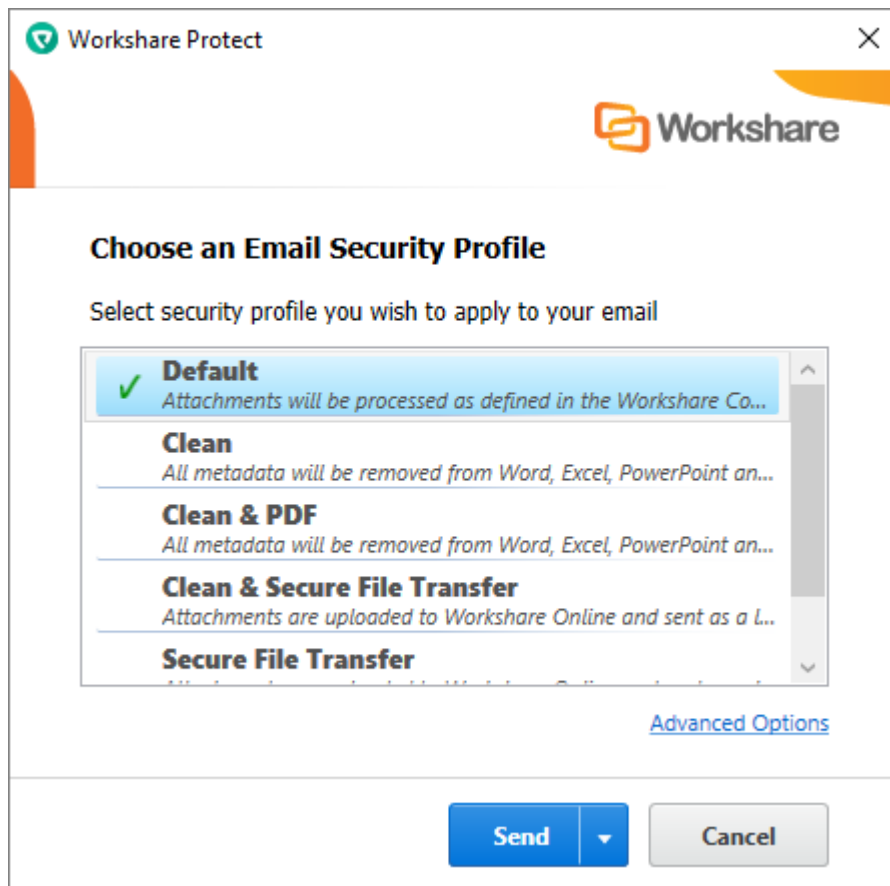 Workshare Protect
Workshare
Choose an Email Security Profile
Select security profile you wish to apply to your email
Default
Attachments will be processed as defined in the Workshare Co...
Clean
All metadata will be removed from Word, Excel, PowerPoint an...
Clean & PDF
All metadata will be removed from Word, Excel, PowerPoint an...
Clean & Secure File Transfer
Attachments are uploaded to Workshare Online and sent as a l...
Secure File Transfer
Advanced Options
Send
Cancel